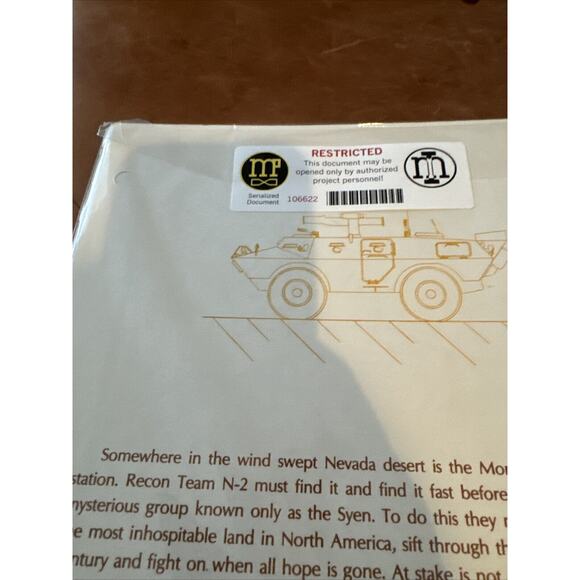 RESTRICTED
This document may be
opened only by authorized
project personnel!
mp
Serialized
Document 106622
Somewhere in the wind swept Nevada desert is the Mor
station. Recon Team N-2 must find it and find it fast before
mysterious group known only as the Syen. To do this they
most inhospitable land in North America, sift through th
ntury and fight on when all hope is gone. At stake is not